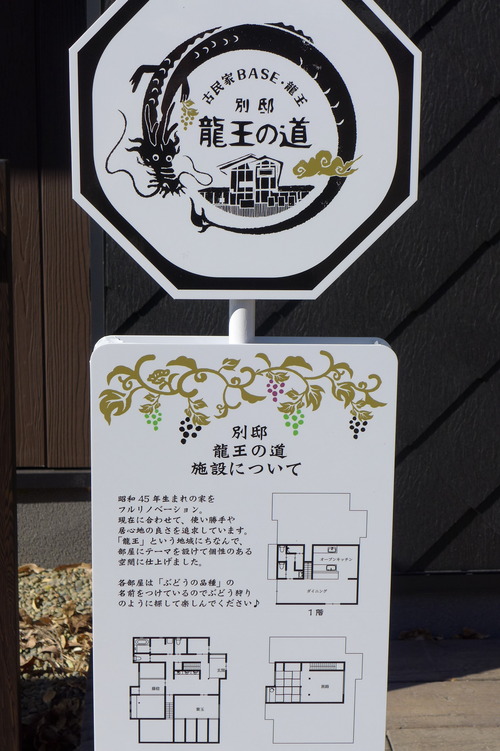 古民家BASE・龍王
別邸
龍王の道
別邸
龍王の道
施設について
昭和45年生まれの家を
フルリノベーション。
現在に合わせて、使い勝手や
居心地の良さを追求しています。
「龍王」という地域にちなんで、
部屋にテーマを設けて個性のある
空間に仕上げました。
各部屋は「ぶどうの品種」の
名前をつけているのでぶどう狩り
のように探して楽しんでください♪
オープンキッチン
ダイニング
1階